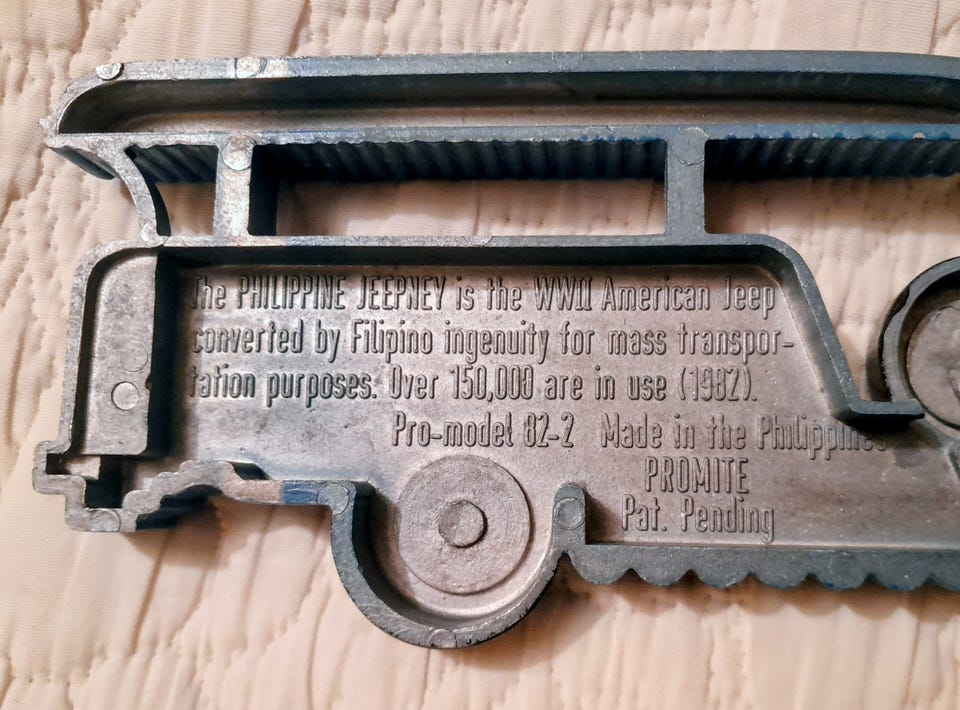 The PHILIPPINE JEEPNEY is the WWII American Jeep
converted by Filipino ingenuity for mass transpor-
tation purposes. Over 150,000 are in use (1982).
Pro-model 82-2 Made in the Philippines
PROMITE
Pat. Pending